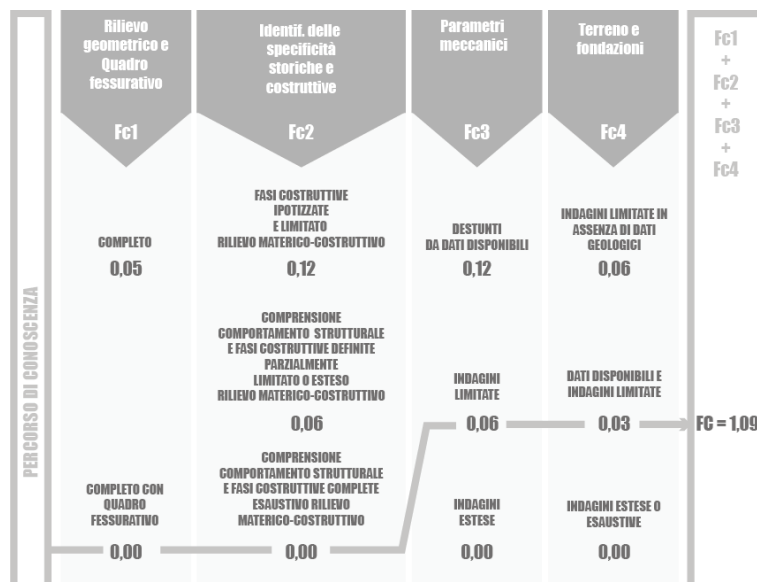 Rilievo
geometrico e
Quadro
fessurativo
Fc1
COMPLETO
0,05
COMPLETO CON
QUADRO
FESSURATIVO
0,00
Identif. delle
specificità
storiche e
costruttive
Fc2
FASI COSTRUTTIVE
IPOTIZZATE
E LIMITATO
RILIEVO MATERICO-COSTRUTTIVO
0,12
COMPRENSIONE
COMPORTAMENTO STRUTTURALE
E FASI COSTRUTTIVE DEFINITE
PARZIALMENTE
LIMITATO O ESTESO
RILIEVO MATERICO-COSTRUTTIVO
0,06
COMPRENSIONE
COMPORTAMENTO STRUTTURALE
E FASI COSTRUTTIVE COMPLETE
ESAUSTIVO RILIEVO
MATERICO-COSTRUTTIVO
0,00
Parametri
meccanici
Fc3
DESTUNTI
DA DATI DISPONIBILI
0,12
INDAGINI
LIMITATE
0,06
INDAGINI
ESTESE
0,00
Terreno e
fondazioni
Fc4
INDAGINI LIMITATE IN
ASSENZA DI DATI
GEOLOGICI
0,06
DATI DISPONIBILI E
INDAGINI LIMITATE
0,03
INDAGINI ESTESE O
ESAUSTIVE
0,00
Fc1
+
Fc2
+
Fc3
+
Fc4
FC = 1,09
PERCORSO DI CONOSCENZA